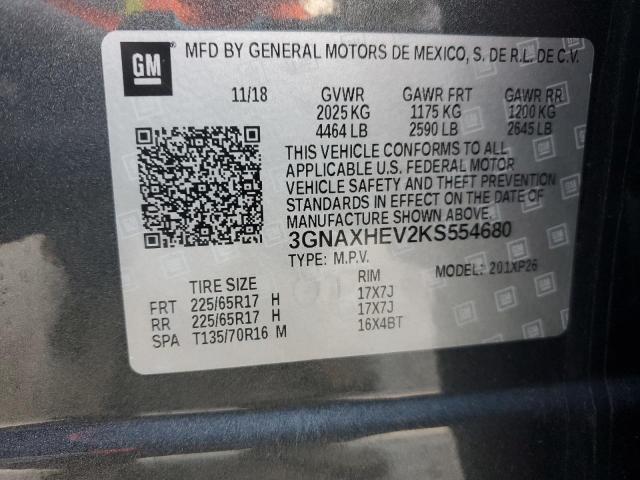 GM
MFD BY GENERAL MOTORS DE MEXICO, S. DE R.L. DE C.V.
11/18 GVWR GAWR FRT GAWR RR
2025 KG 1175 KG 1200 KG
4464 LB 2590 LB 2645 LB
THIS VEHICLE CONFORMS TO ALL
APPLICABLE U.S. FEDERAL MOTOR
VEHICLE SAFETY AND THEFT PREVENTION
STANDARDS IN EFFECT ON THE DATE OF
MANUFACTURE SHOWN ABOVE.
3GNAXHEV2KS554680
TYPE: M.P.V. MODEL: 201XP26
TIRE SIZE RIM
FRT 225/65R17 H 17X7J
RR 225/65R17 H 17X7J
SPA T135/70R16 M 16X4BT